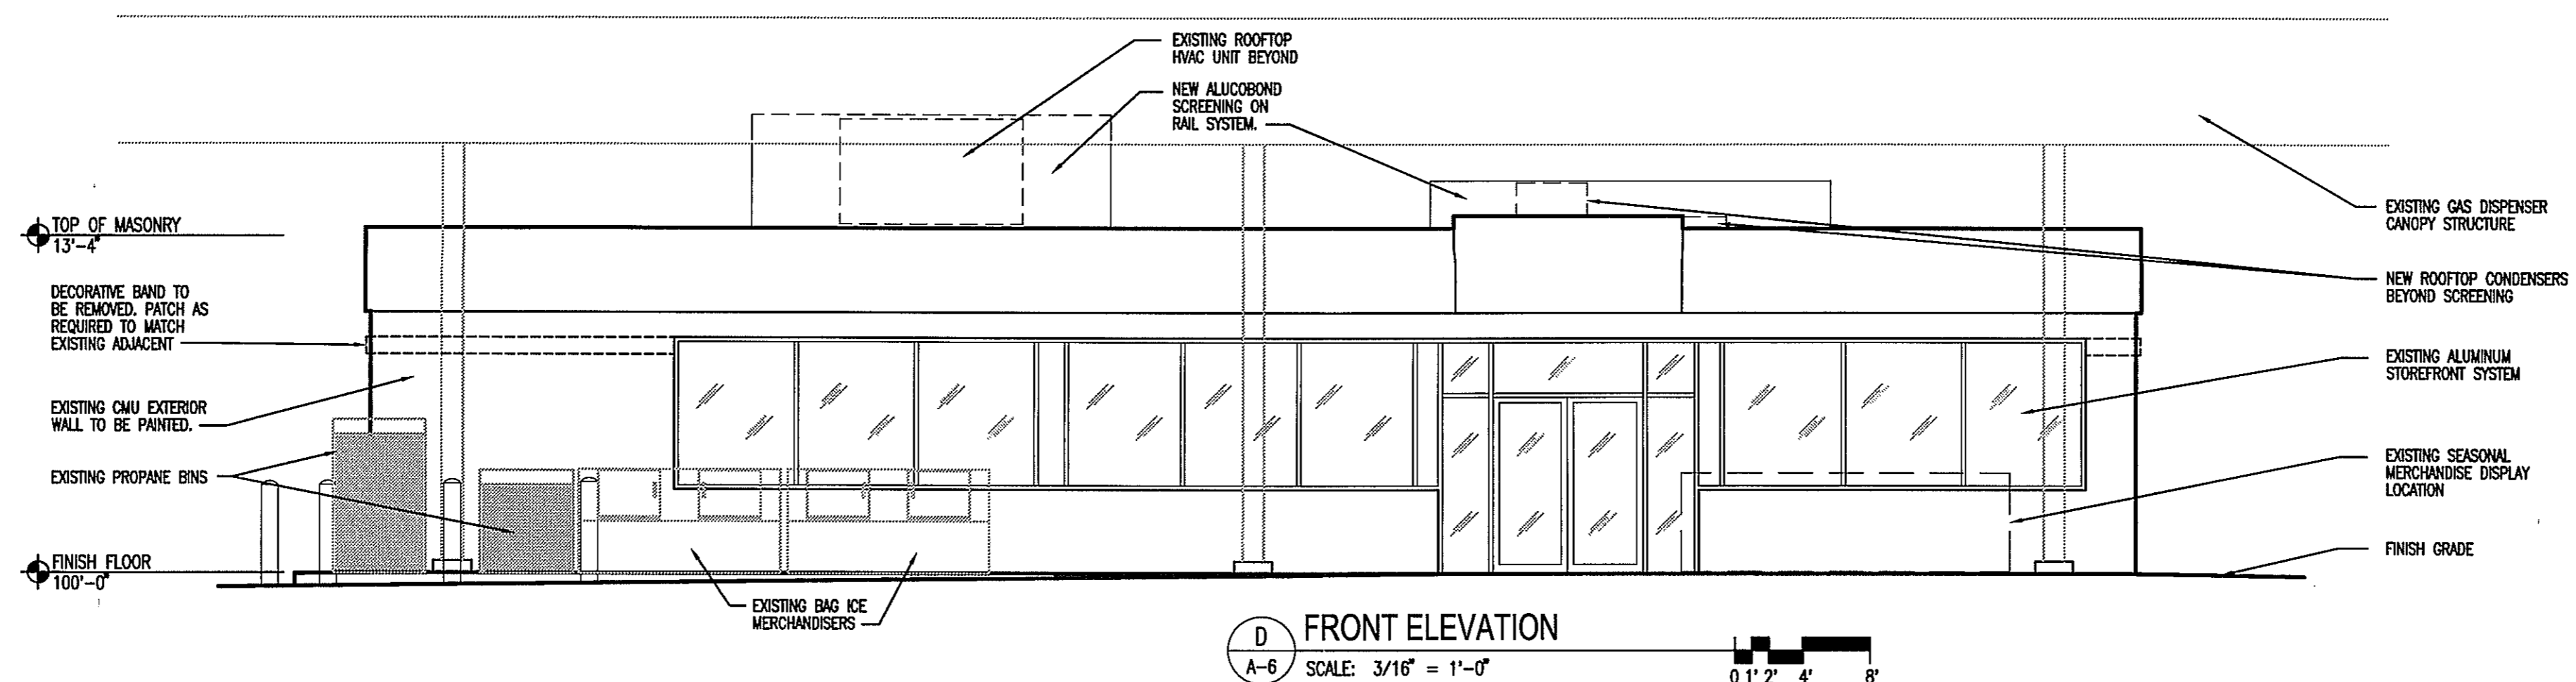 EXISTING ROOFTOP
HVAC UNIT BEYOND
NEW ALUCOBOND
SCREENING ON
RAIL SYSTEM.
TOP OF MASONRY
13'-4"
DECORATIVE BAND TO
BE REMOVED. PATCH AS
REQUIRED TO MATCH
EXISTING ADJACENT
EXISTING CMU EXTERIOR
WALL TO BE PAINTED.
EXISTING PROPANE BINS
FINISH FLOOR
100'-0"
EXISTING BAG ICE
MERCHANDISERS
EXISTING GAS DISPENSER
CANOPY STRUCTURE
NEW ROOFTOP CONDENSERS
BEYOND SCREENING
EXISTING ALUMINUM
STOREFRONT SYSTEM
EXISTING SEASONAL
MERCHANDISE DISPLAY
LOCATION
FINISH GRADE
D
A-6
FRONT ELEVATION
SCALE: 3/16" = 1'-0"
0 1' 2' 4' 8'